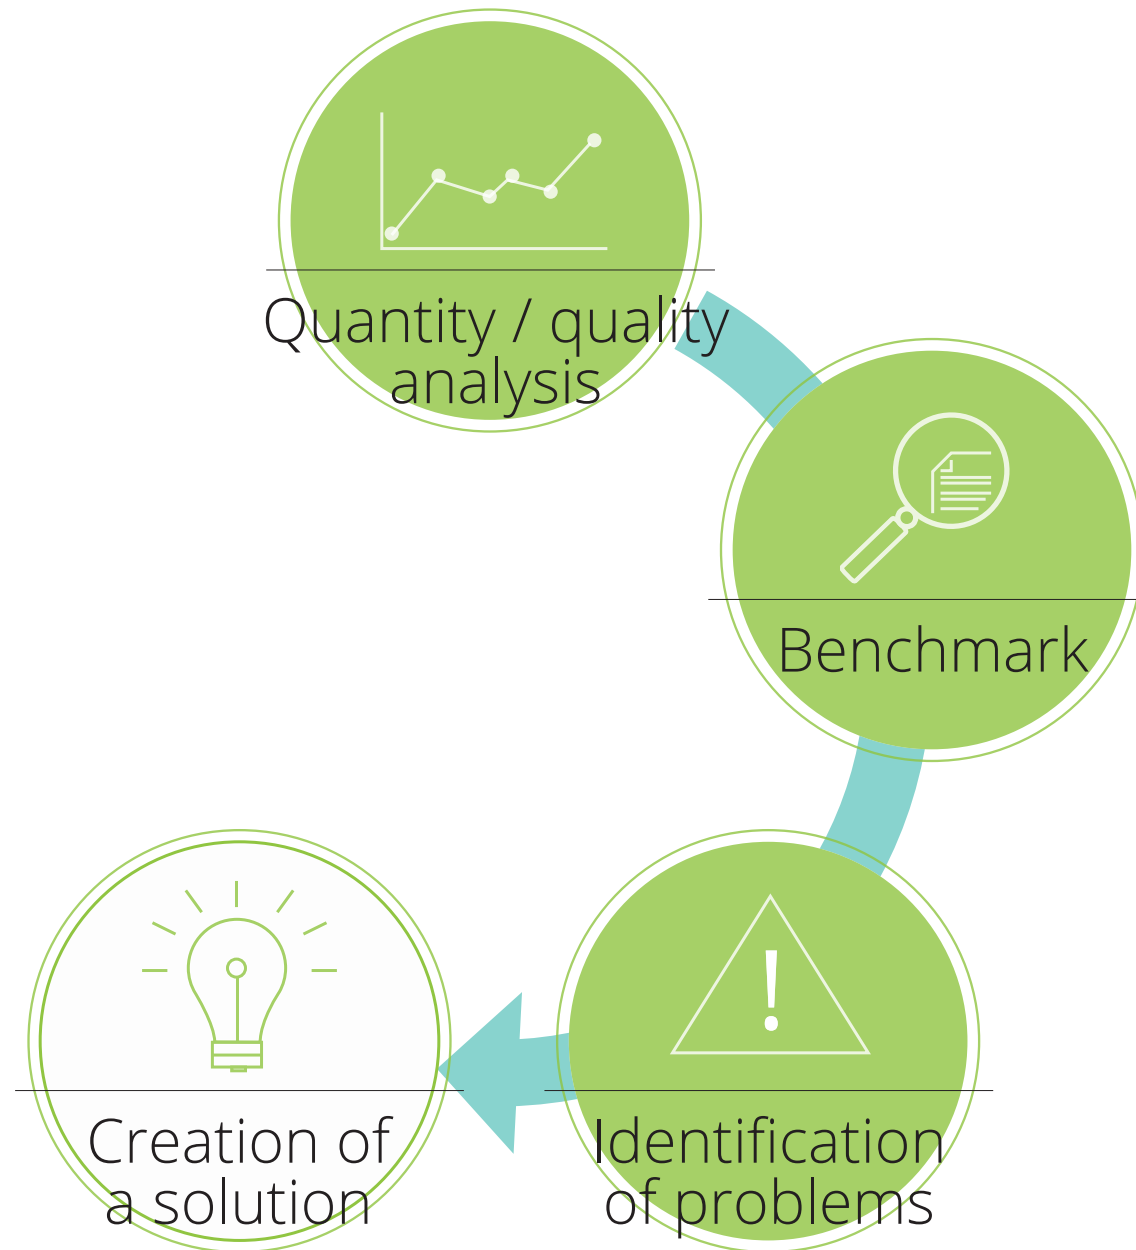 Quantity / quality
analysis
Benchmark
Identification
of problems
Creation of
a solution